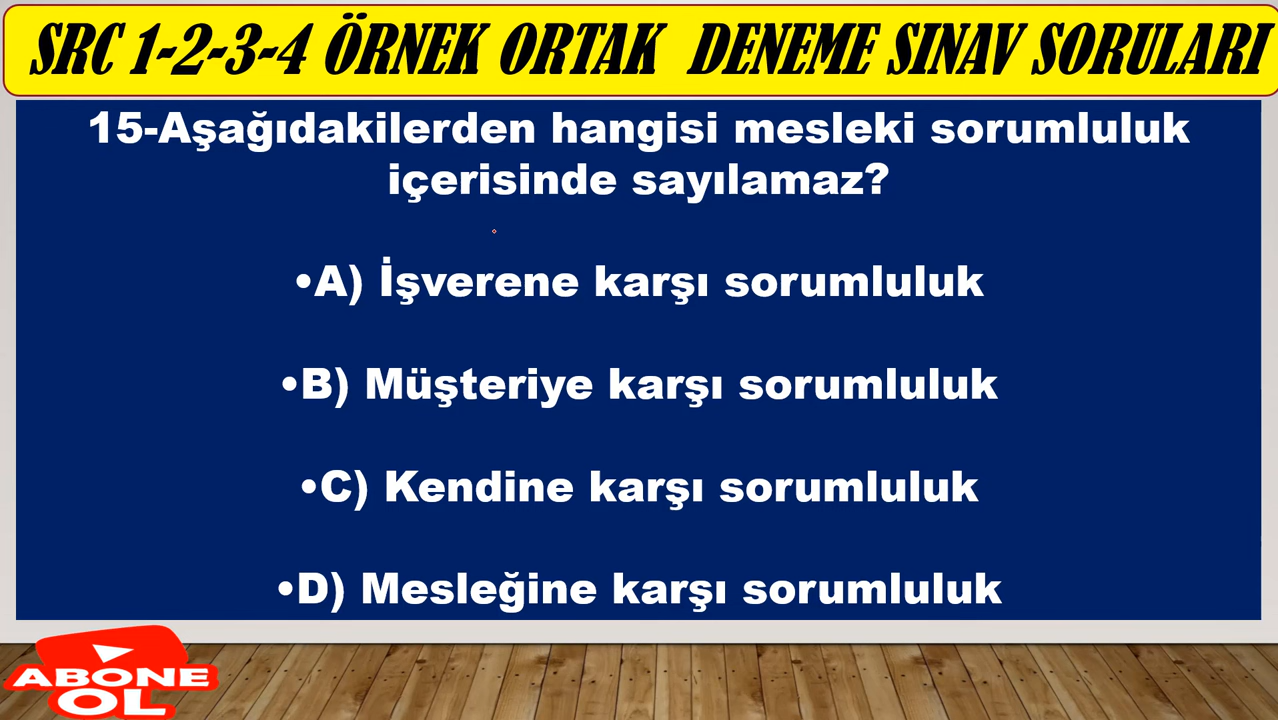 SRC 1-2-3-4 ÖRNEK ORTAK DENEME SINAV SORULARI
15-Aşağıdakilerden hangisi mesleki sorumluluk
içerisinde sayılamaz?
•A) İşverene karşı sorumluluk
•B) Müşteriye karşı sorumluluk
•C) Kendine karşı sorumluluk
•D) Mesleğine karşı sorumluluk
ABONE
OL